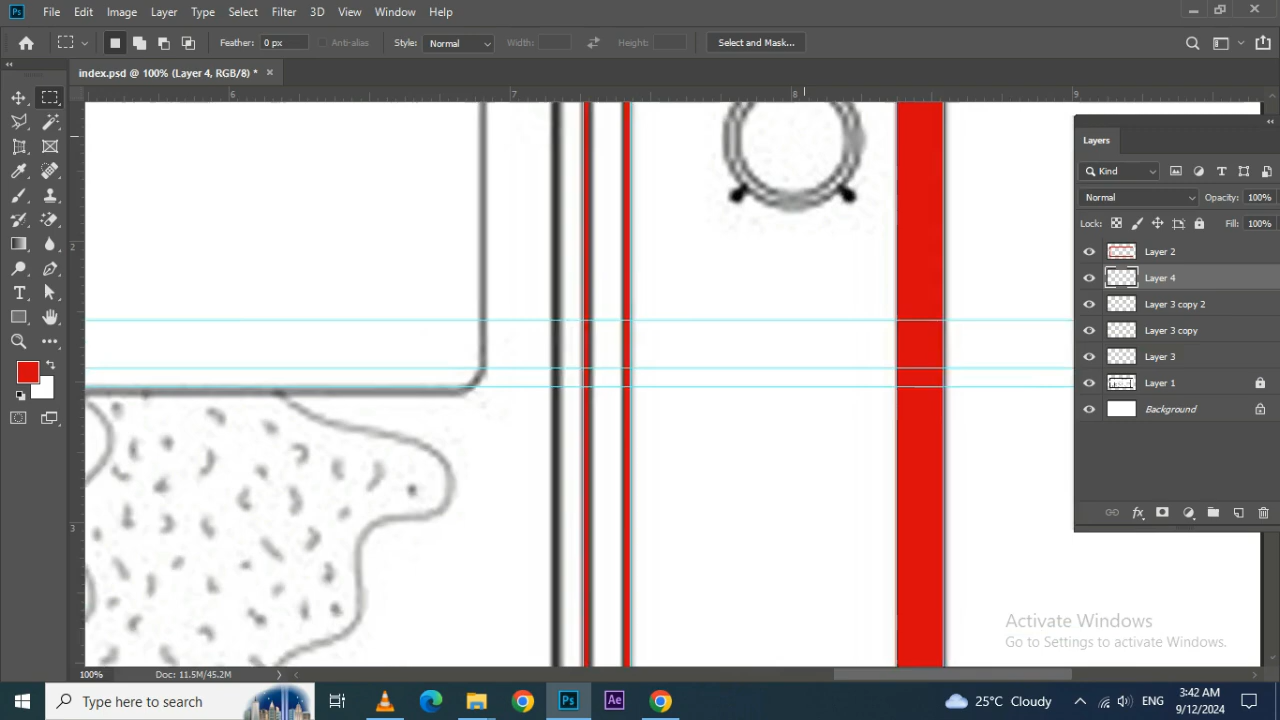 Ps File Edit Image Layer Type Select Filter 3D View Window Help
Feather: 0 px Anti-alias Style: Normal Width: Height: Select and Mask...
index.psd @ 100% (Layer 4, RGB/8) *
6 7 8 9
2
3
Layers
Kind
Normal Opacity: 100%
Lock: Fill: 100%
Layer 2
Layer 4
Layer 3 copy 2
Layer 3 copy
Layer 3
Layer 1
Background
fx
Activate Windows
Go to Settings to activate Windows.
100% Doc: 11.5M/45.2M
Type here to search
Ps Ae
25°C Cloudy
ENG
3:42 AM
9/12/2024